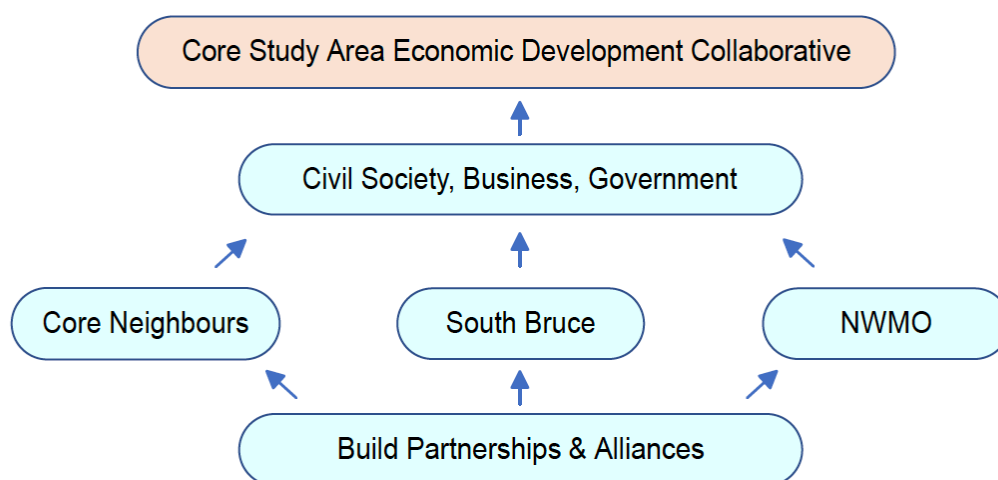 Core Study Area Economic Development Collaborative
Civil Society, Business, Government
Core Neighbours
South Bruce
NWMO
Build Partnerships & Alliances